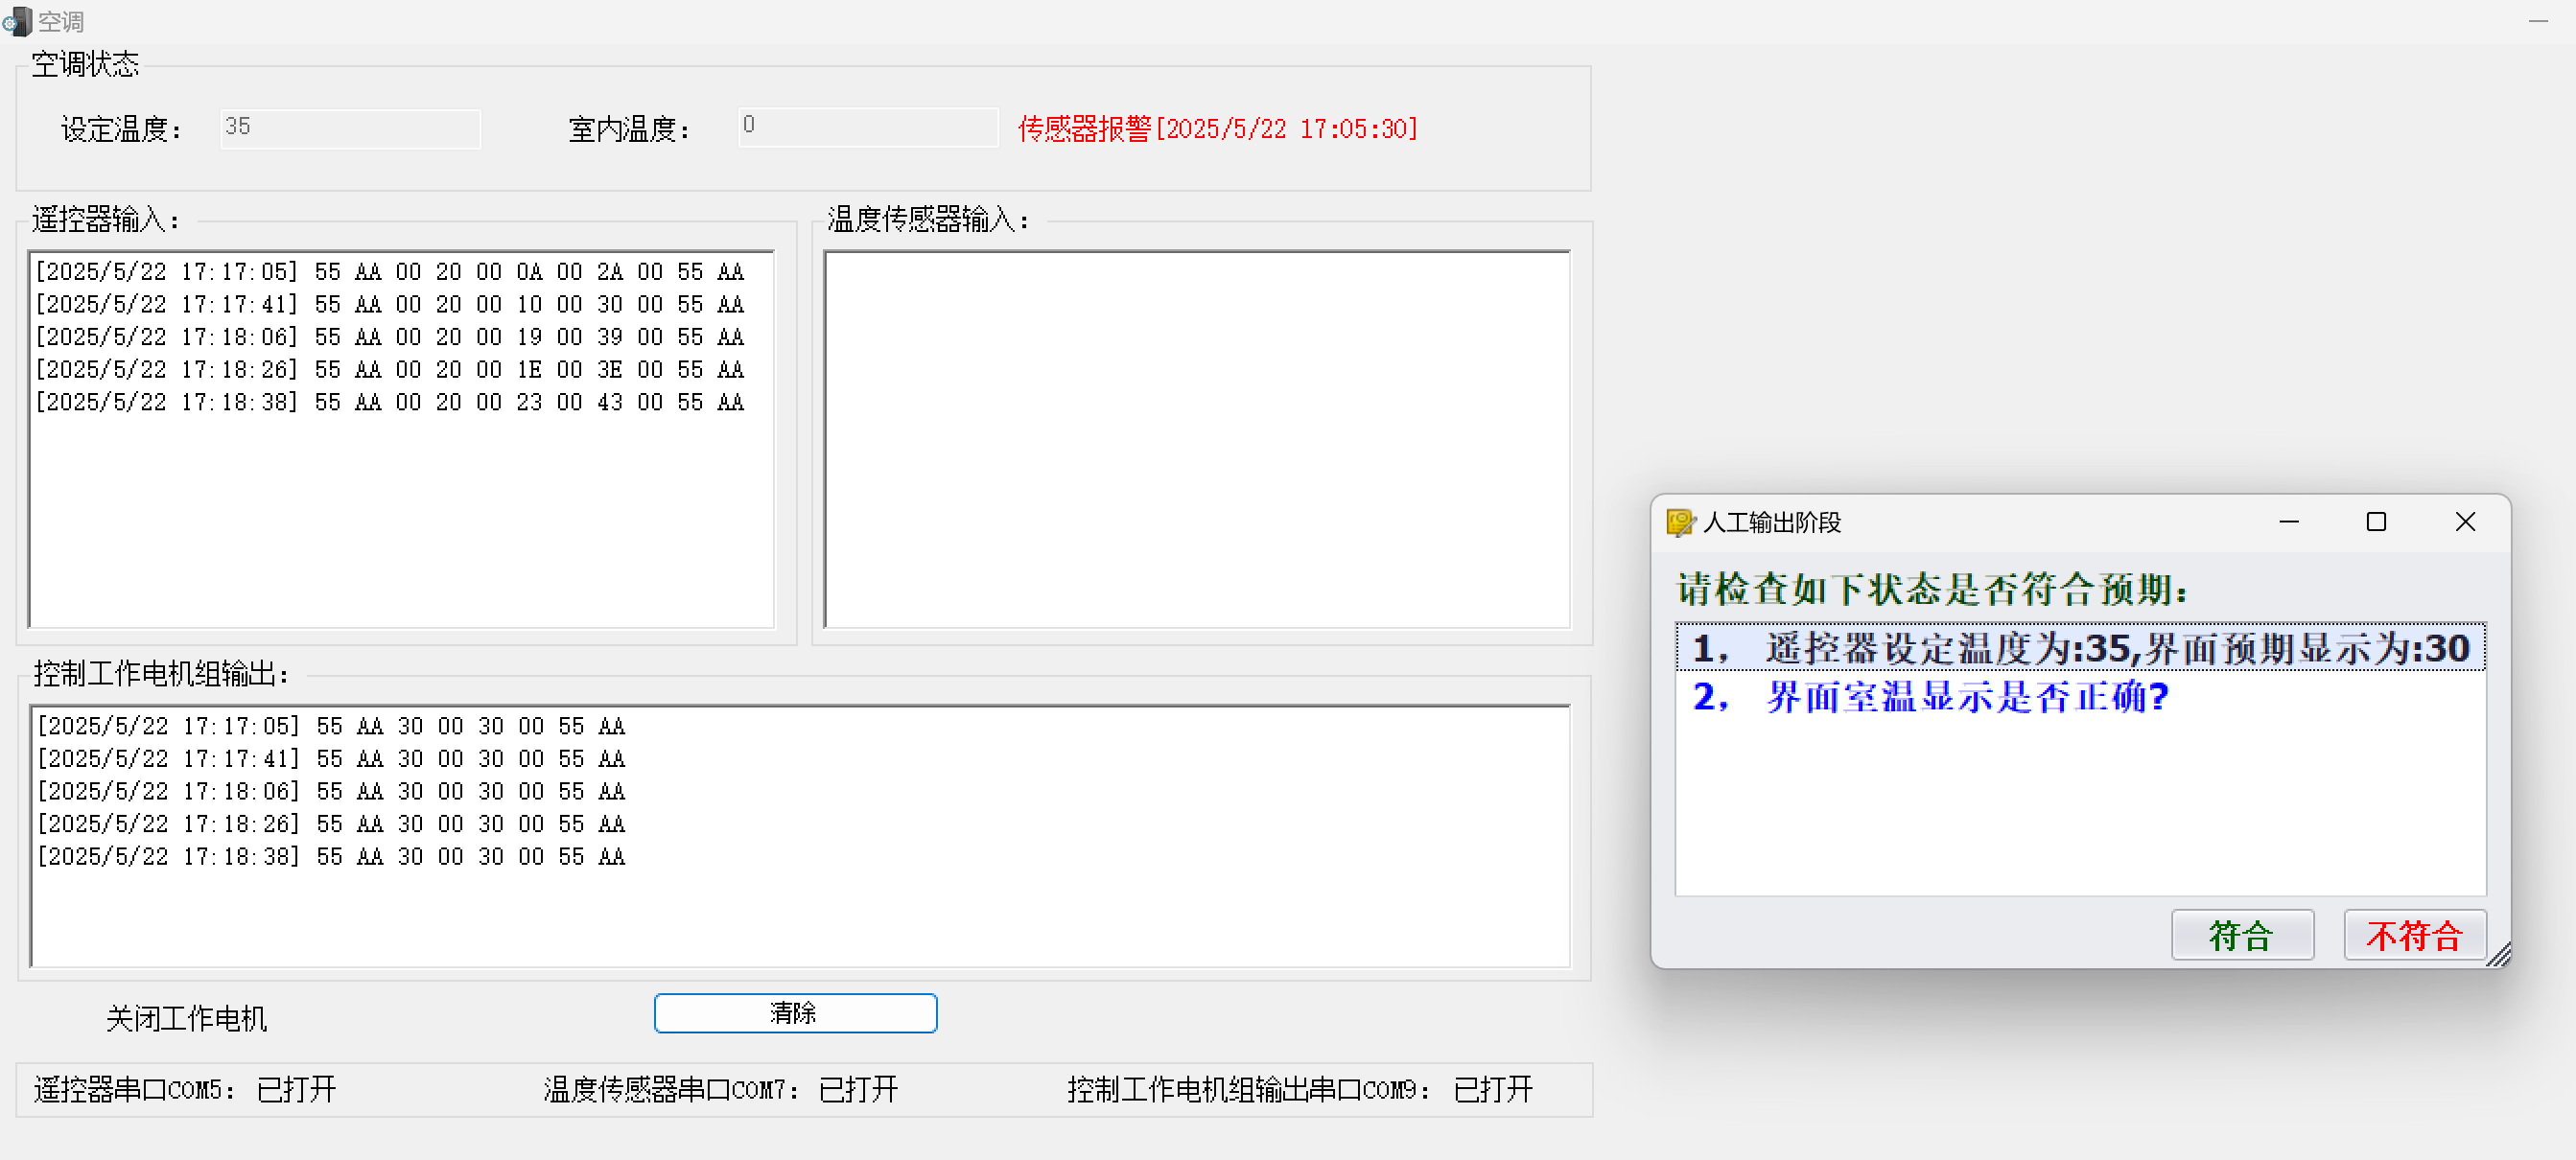 空调
空调状态
设定温度： 35 室内温度： 0 传感器报警[2025/5/22 17:05:30]
遥控器输入：
[2025/5/22 17:17:05] 55 AA 00 20 00 0A 00 2A 00 55 AA
[2025/5/22 17:17:41] 55 AA 00 20 00 10 00 30 00 55 AA
[2025/5/22 17:18:06] 55 AA 00 20 00 19 00 39 00 55 AA
[2025/5/22 17:18:26] 55 AA 00 20 00 1E 00 3E 00 55 AA
[2025/5/22 17:18:38] 55 AA 00 20 00 23 00 43 00 55 AA
温度传感器输入：
控制工作电机组输出：
[2025/5/22 17:17:05] 55 AA 30 00 30 00 55 AA
[2025/5/22 17:17:41] 55 AA 30 00 30 00 55 AA
[2025/5/22 17:18:06] 55 AA 30 00 30 00 55 AA
[2025/5/22 17:18:26] 55 AA 30 00 30 00 55 AA
[2025/5/22 17:18:38] 55 AA 30 00 30 00 55 AA
关闭工作电机 清除
遥控器串口COM5： 已打开 温度传感器串口COM7： 已打开 控制工作电机组输出串口COM9： 已打开
人工输出阶段
请检查如下状态是否符合预期：
1， 遥控器设定温度为:35,界面预期显示为:30
2， 界面室温显示是否正确?
符合 不符合